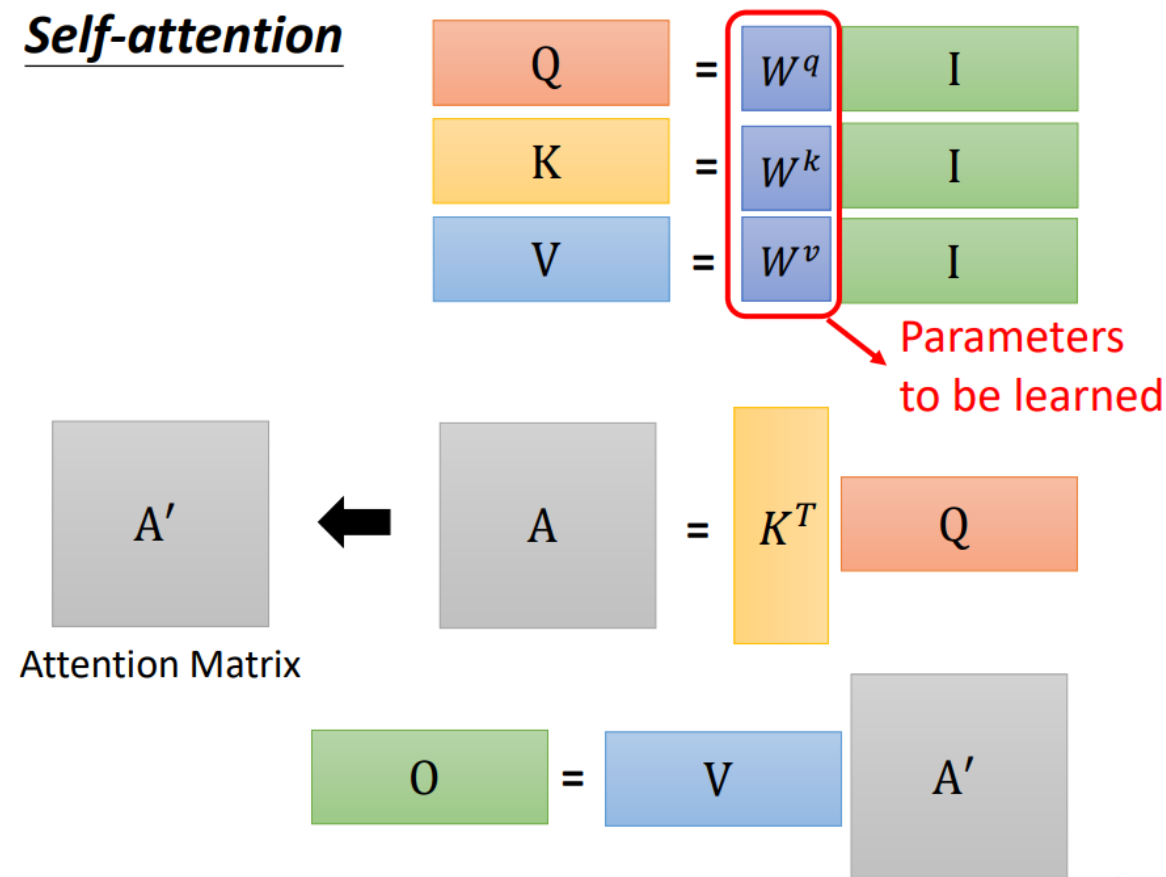 Self-attention
Q = W^q I
K = W^k I
V = W^v I
Parameters
to be learned
A′ A = K^T Q
Attention Matrix
O = V A′